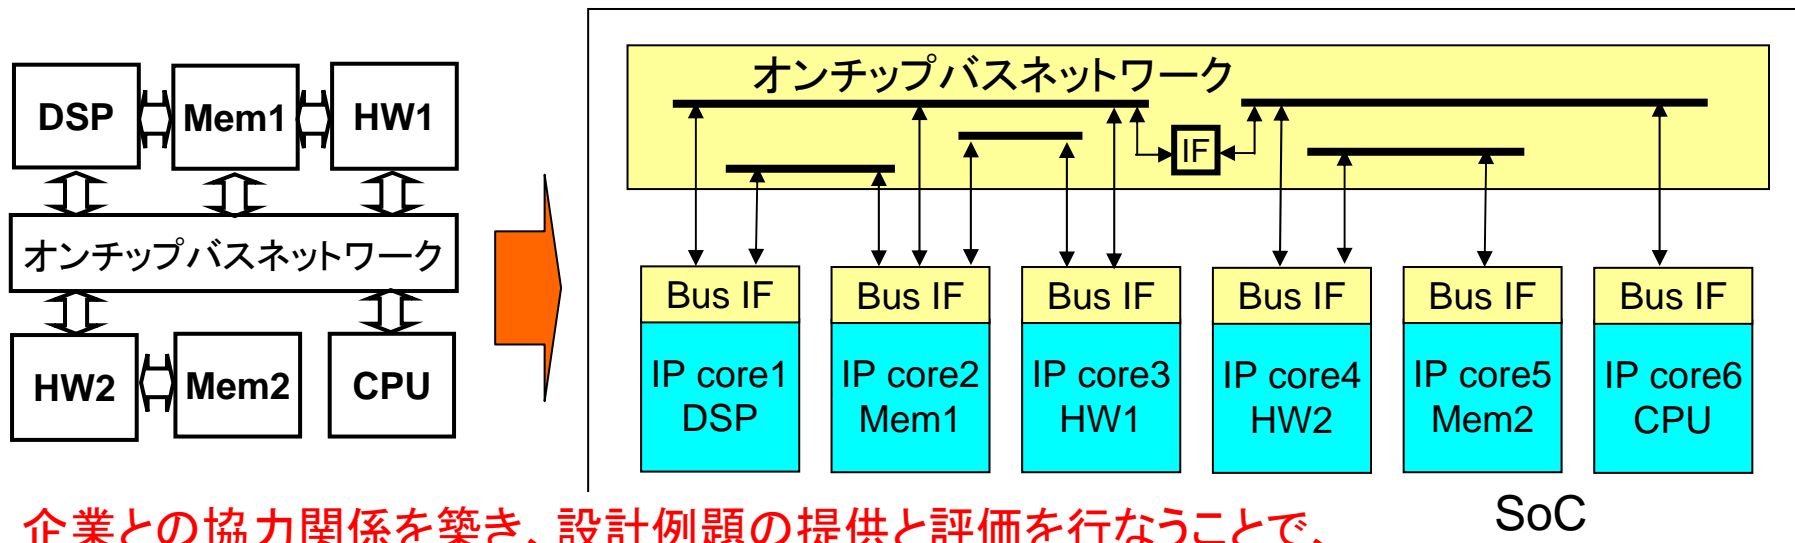 DSP
Mem1
HW1
オンチップバスネットワーク
HW2
Mem2
CPU
オンチップバスネットワーク
IF
Bus IF
Bus IF
Bus IF
Bus IF
Bus IF
Bus IF
IP core1
DSP
IP core2
Mem1
IP core3
HW1
IP core4
HW2
IP core5
Mem2
IP core6
CPU
SoC
企業との協力関係を築き、設計例題の提供と評価を行なうことで、